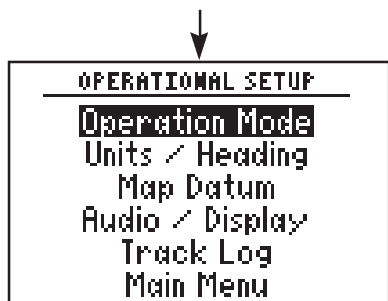 OPERATIONAL SETUP
Operation Mode
Units / Heading
Map Datum
Audio / Display
Track Log
Main Menu